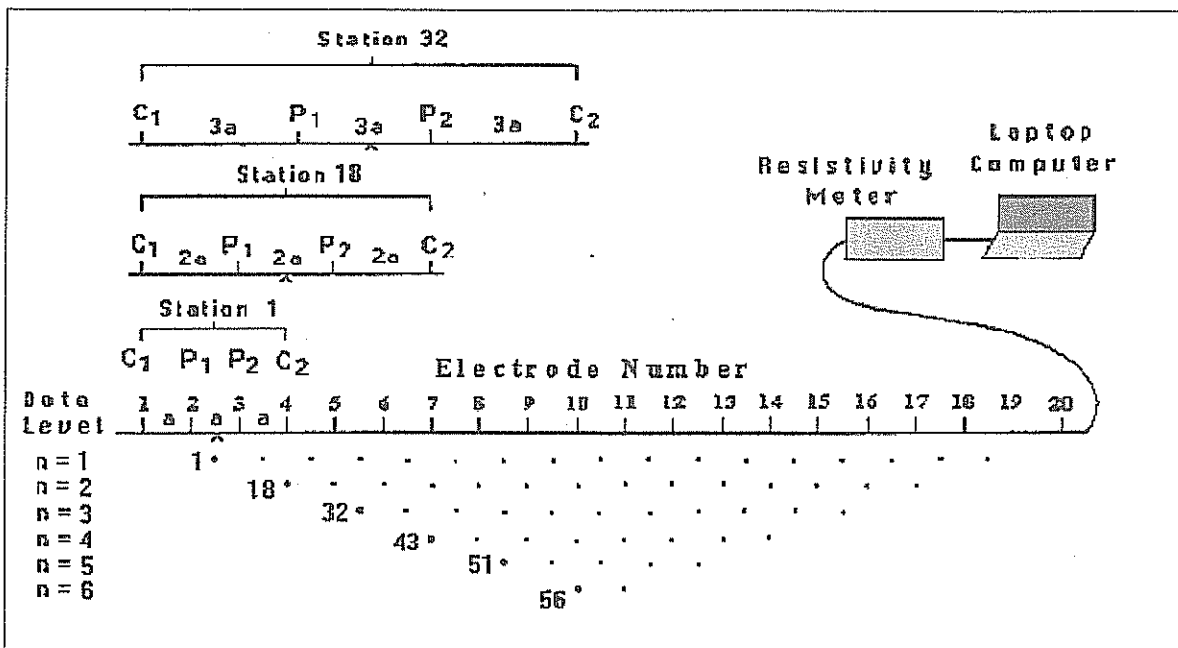 Station 32
C1 3a P1 3a P2 3a C2
Station 18
C1 2a P1 2a P2 2a C2
Station 1
C1 P1 P2 C2
Resistivity
Meter
Laptop
Computer
Electrode Number
Data
Level
1 2 3 4 5 6 7 8 9 10 11 12 13 14 15 16 17 18 19 20
a a a
n = 1 1
n = 2 18
n = 3 32
n = 4 43
n = 5 51
n = 6 56